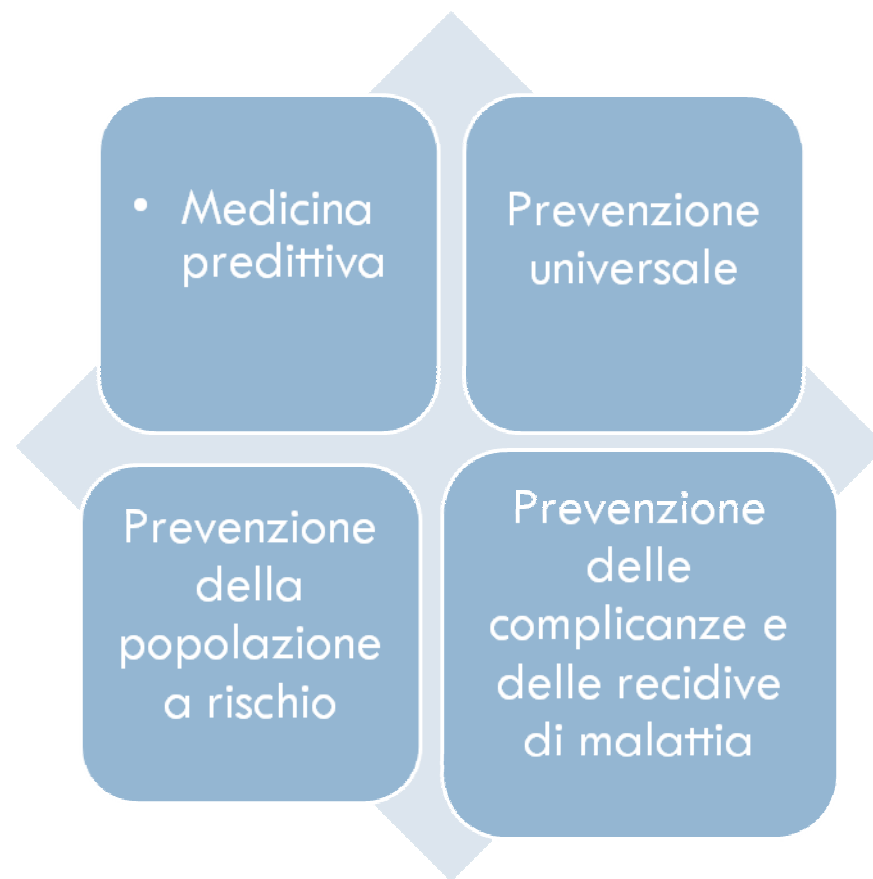 • Medicina
predittiva
Prevenzione
universale
Prevenzione
della
popolazione
a rischio
Prevenzione
delle
complicanze e
delle recidive
di malattia